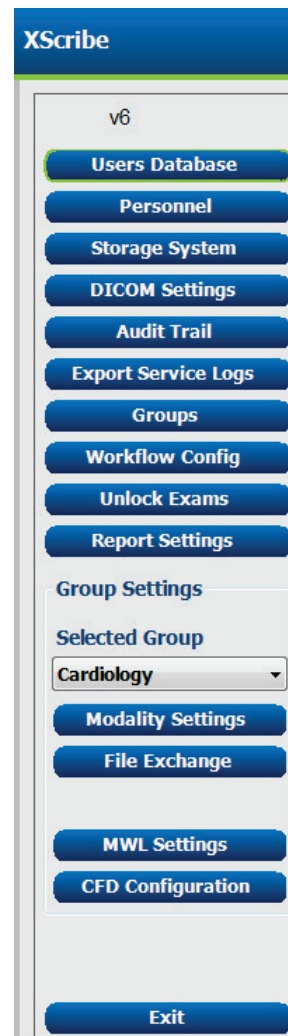 XScribe
v6
Users Database
Personnel
Storage System
DICOM Settings
Audit Trail
Export Service Logs
Groups
Workflow Config
Unlock Exams
Report Settings
Group Settings
Selected Group
Cardiology
Modality Settings
File Exchange
MWL Settings
CFD Configuration
Exit